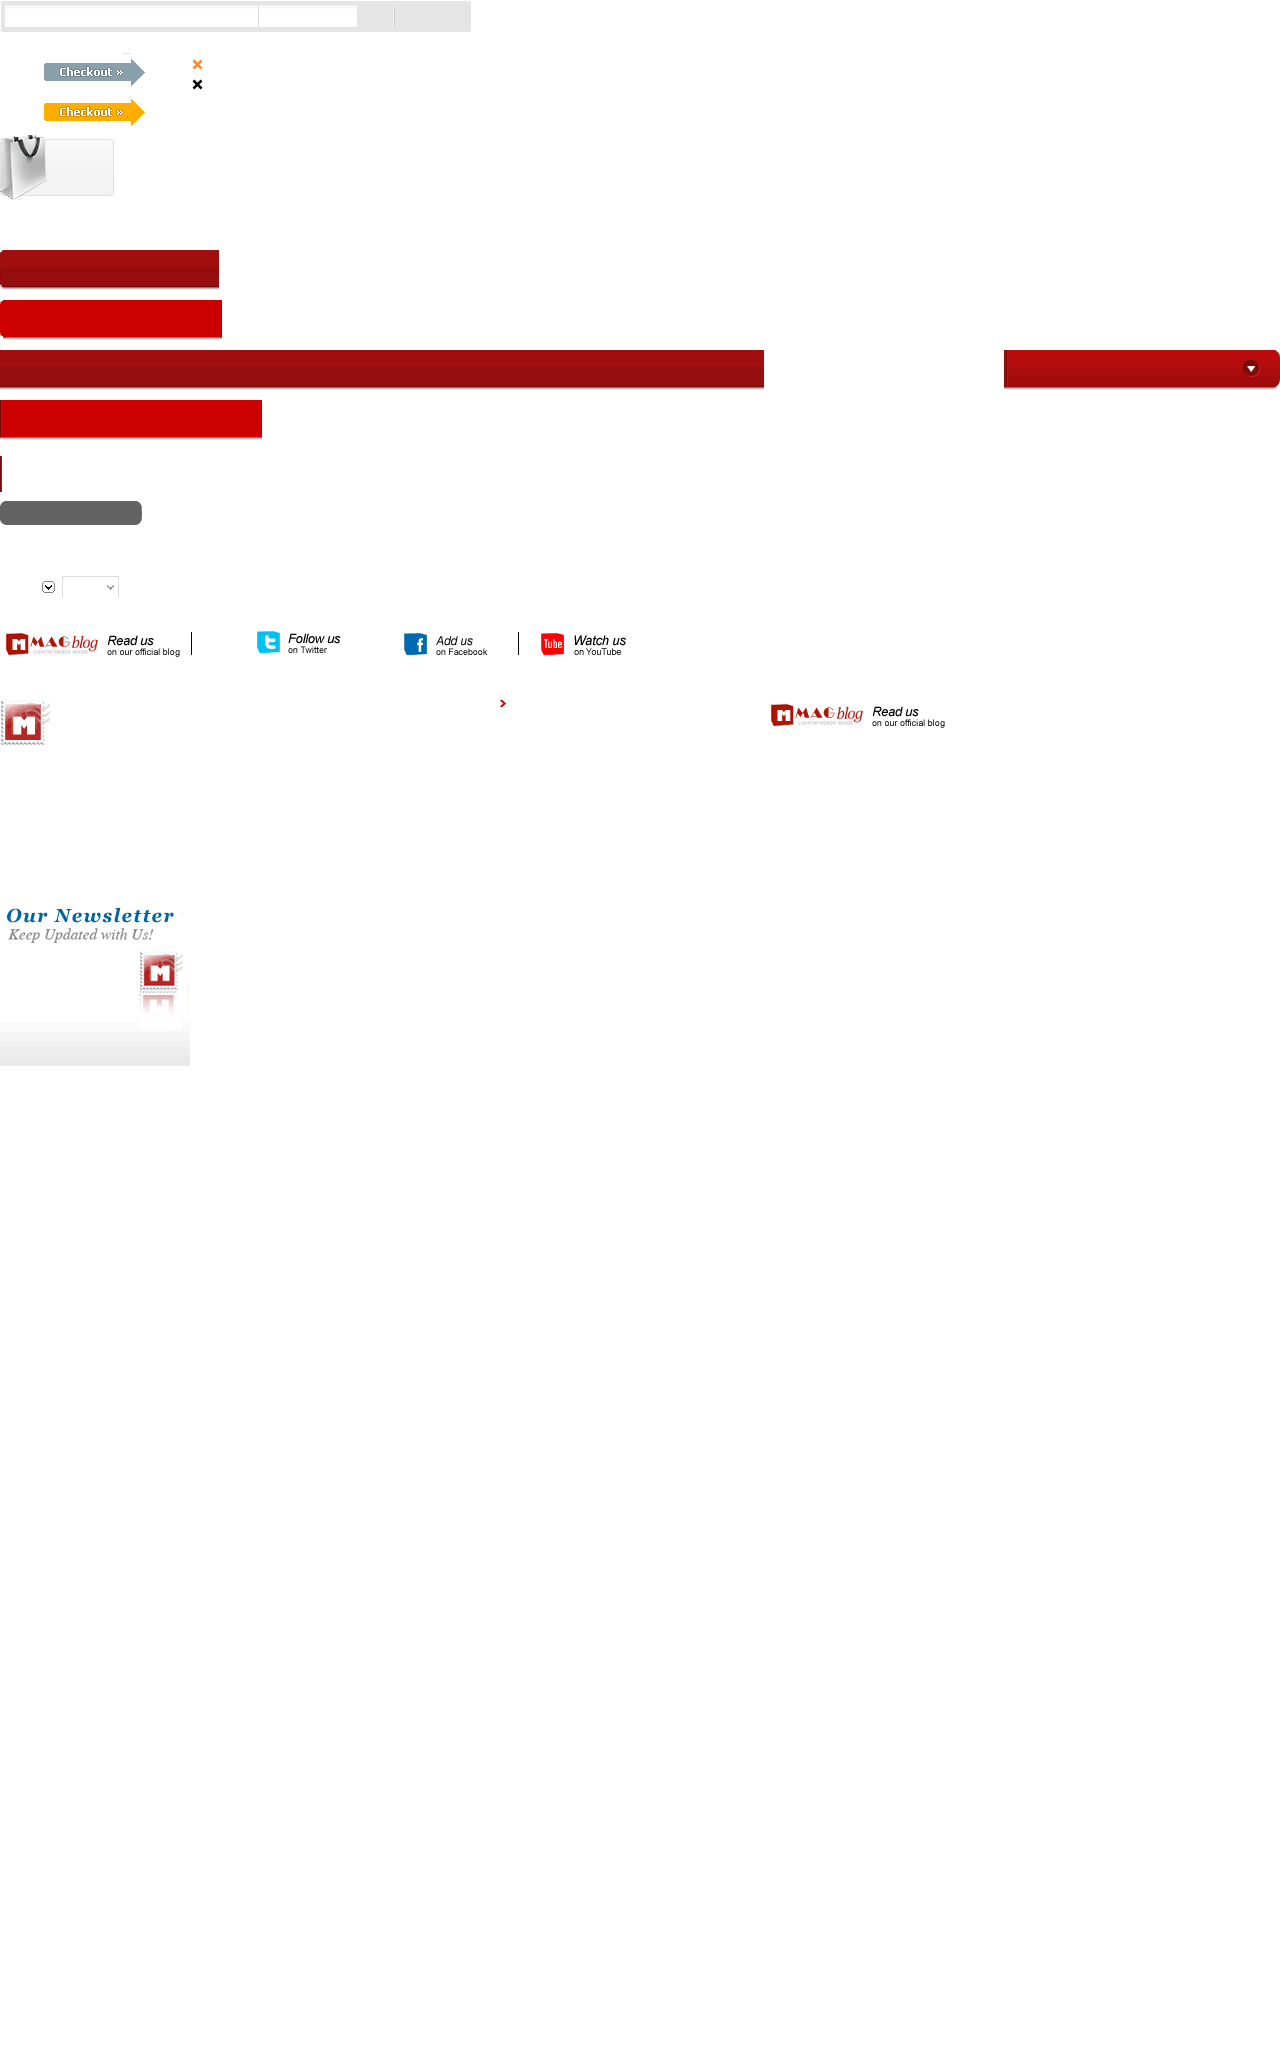 Checkout »
Checkout »
MAG blog Read us
LIGHTINTHEBOX INSIDE on our official blog
Follow us
on Twitter
Add us
on Facebook
Tube Watch us
on YouTube
M
MAG blog Read us
LIGHTINTHEBOX INSIDE on our official blog
Our Newsletter
Keep Updated with Us!
M